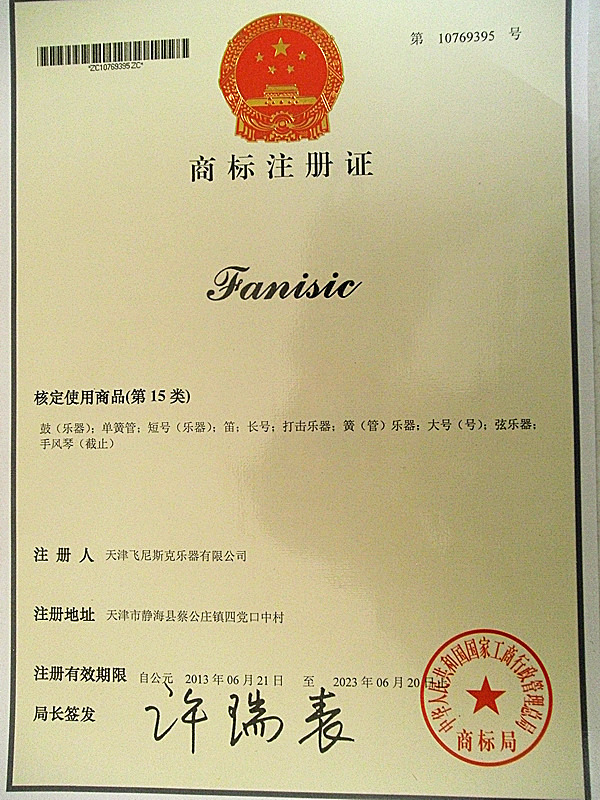 *ZC10769395ZC*
第 10769395 号
商标注册证
Fanisic
核定使用商品(第 15 类)
鼓（乐器）；单簧管；短号（乐器）；笛；长号；打击乐器；簧（管）乐器；大号（号）；弦乐器；
手风琴（截止）
注册人 天津飞尼斯克乐器有限公司
注册地址 天津市静海县蔡公庄镇四党口中村
注册有效期限 自公元 2013 年 06 月 21 日 至 2023 年 06 月 20 日止
局长签发 许瑞表
中华人民共和国国家工商行政管理总局
商标局